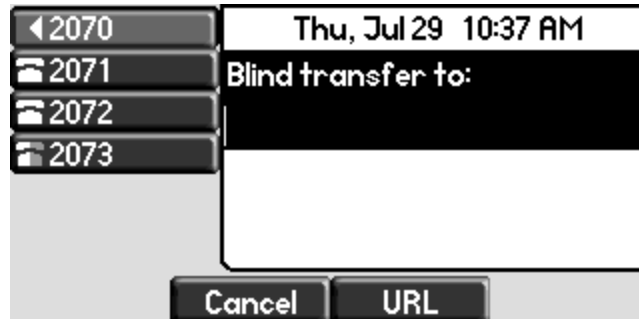 2070
2071
2072
2073
Thu, Jul 29 10:37 AM
Blind transfer to:
Cancel
URL